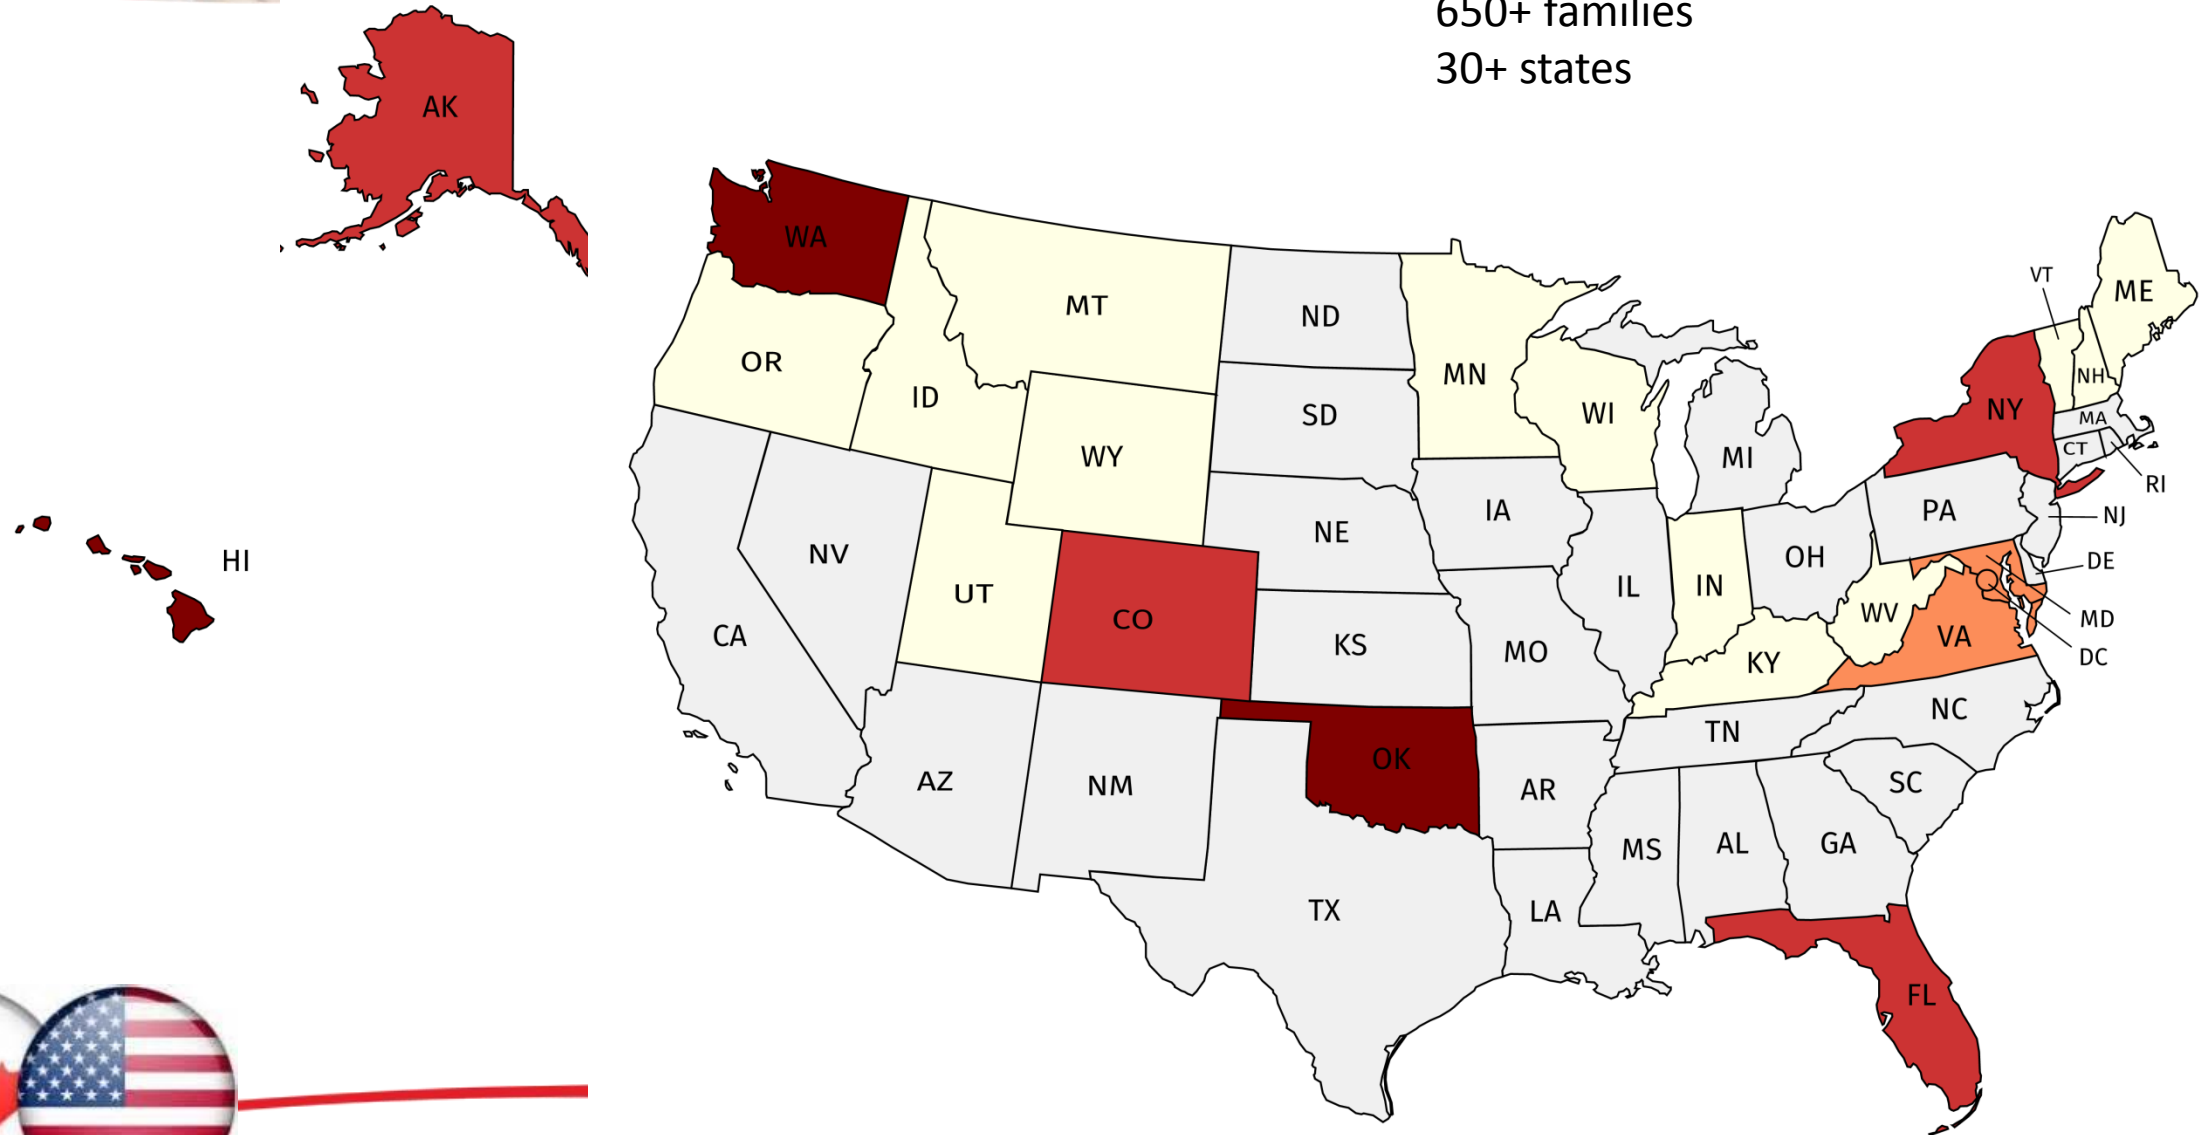 650+ families
30+ states
AK
WA
MT
ND
VT
ME
OR
ID
MN
WI
NH
NY
MA
SD
WY
CT
MI
RI
IA
PA
NJ
NE
NV
OH
DE
UT
IL
IN
CO
WV
MD
VA
DC
CA
KS
MO
KY
HI
NC
TN
OK
AZ
NM
AR
SC
MS
AL
GA
TX
LA
FL